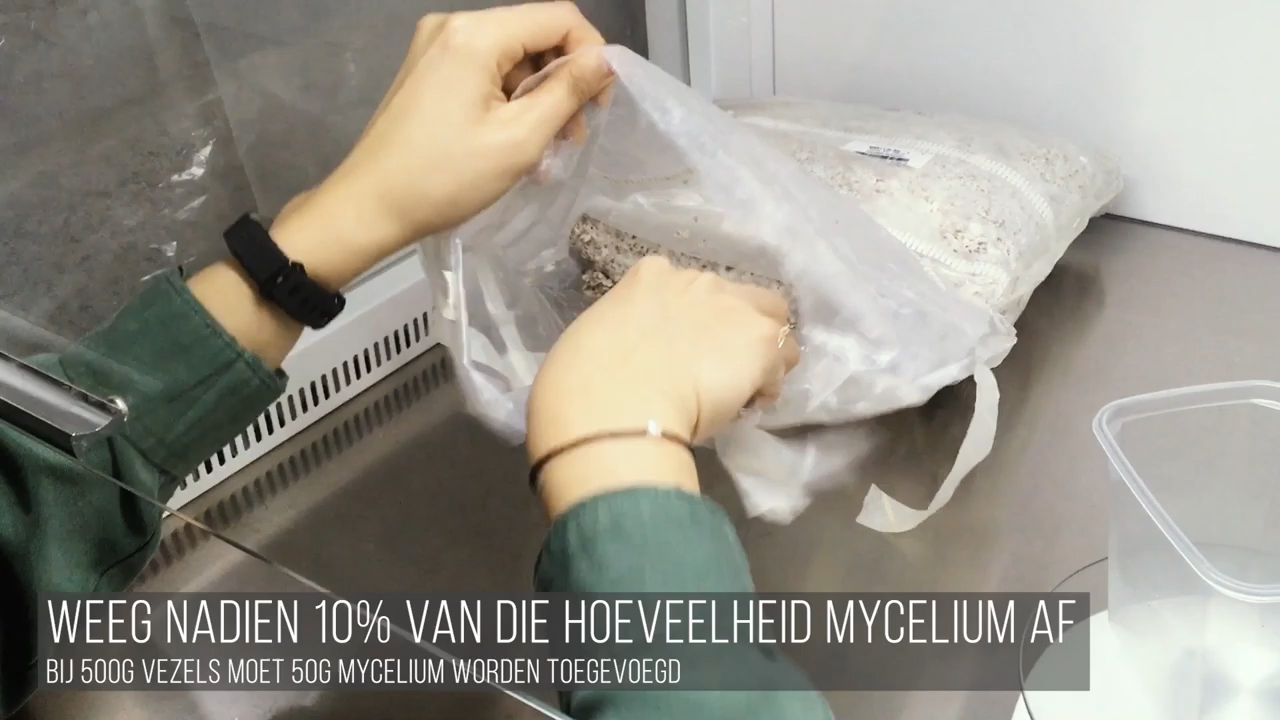 WEEG NADIEN 10% VAN DIE HOEVEELHEID MYCELIUM AF
BIJ 500G VEZELS MOET 50G MYCELIUM WORDEN TOEGEVOEGD